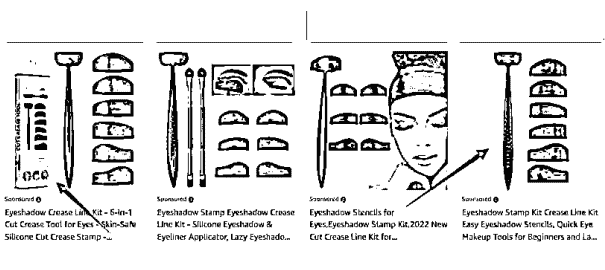 Sponsored
Eyeshadow Crease Line Kit - 6-in-1
Cut Crease Tool for Eyes - Skin-Safe
Silicone Cut Crease Stamp -...
Sponsored
Eyeshadow Stamp Eyeshadow Crease
Line Kit - Silicone Eyeshadow &
Eyeliner Applicator, Lazy Eyeshado...
Sponsored
Eyeshadow Stencils for
Eyes,Eyeshadow Stamp Kit,2022 New
Cut Crease Line Kit for...
Sponsored
Eyeshadow Stamp Kit Crease Line Kit
Easy Eyeshadow Stencils, Quick Eye
Makeup Tools for Beginners and La...